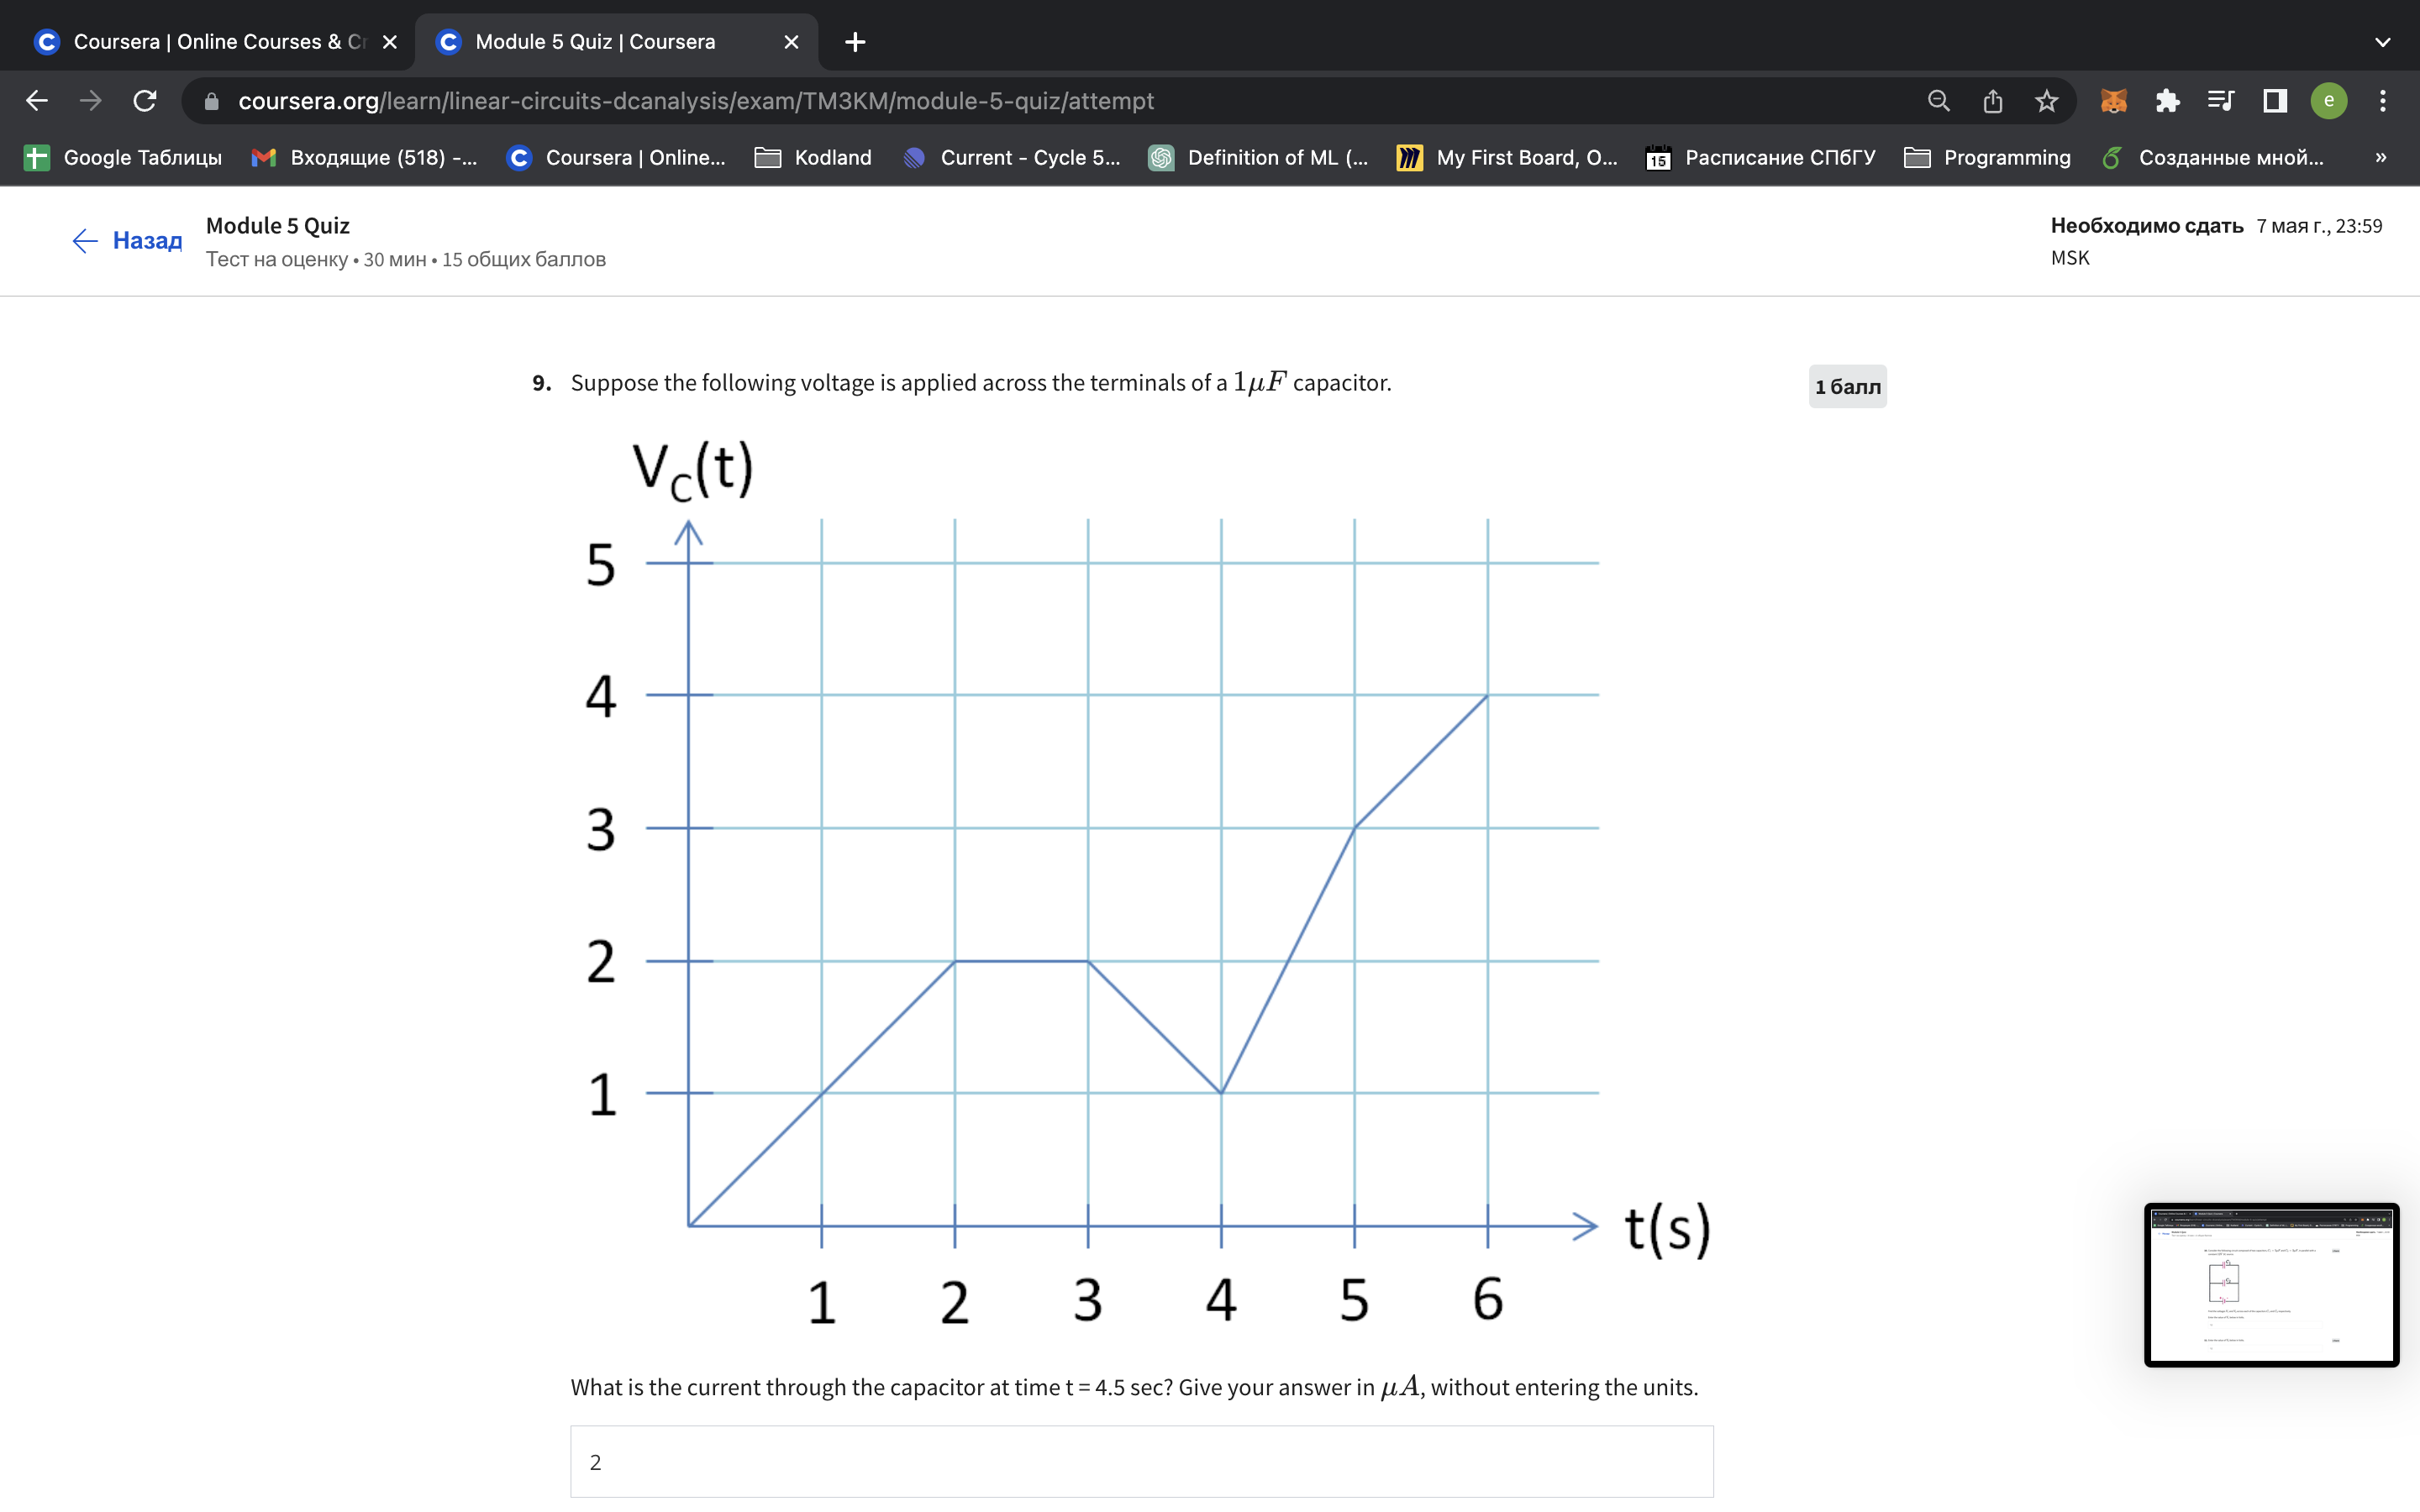 Coursera | Online Courses & Cr
Module 5 Quiz | Coursera
coursera.org/learn/linear-circuits-dcanalysis/exam/TM3KM/module-5-quiz/attempt
e
Google Таблицы
Входящие (518) -...
Coursera | Online...
Kodland
Current - Cycle 5...
Definition of ML (...
My First Board, O...
15
Расписание СПбГУ
Programming
Созданные мной...
»
Назад
Module 5 Quiz
Тест на оценку • 30 мин • 15 общих баллов
Необходимо сдать 7 мая г., 23:59
MSK
9. Suppose the following voltage is applied across the terminals of a 1μF capacitor.
1 балл
VC(t)
5
4
3
2
1
t(s)
1 2 3 4 5 6
What is the current through the capacitor at time t = 4.5 sec? Give your answer in μA, without entering the units.
2